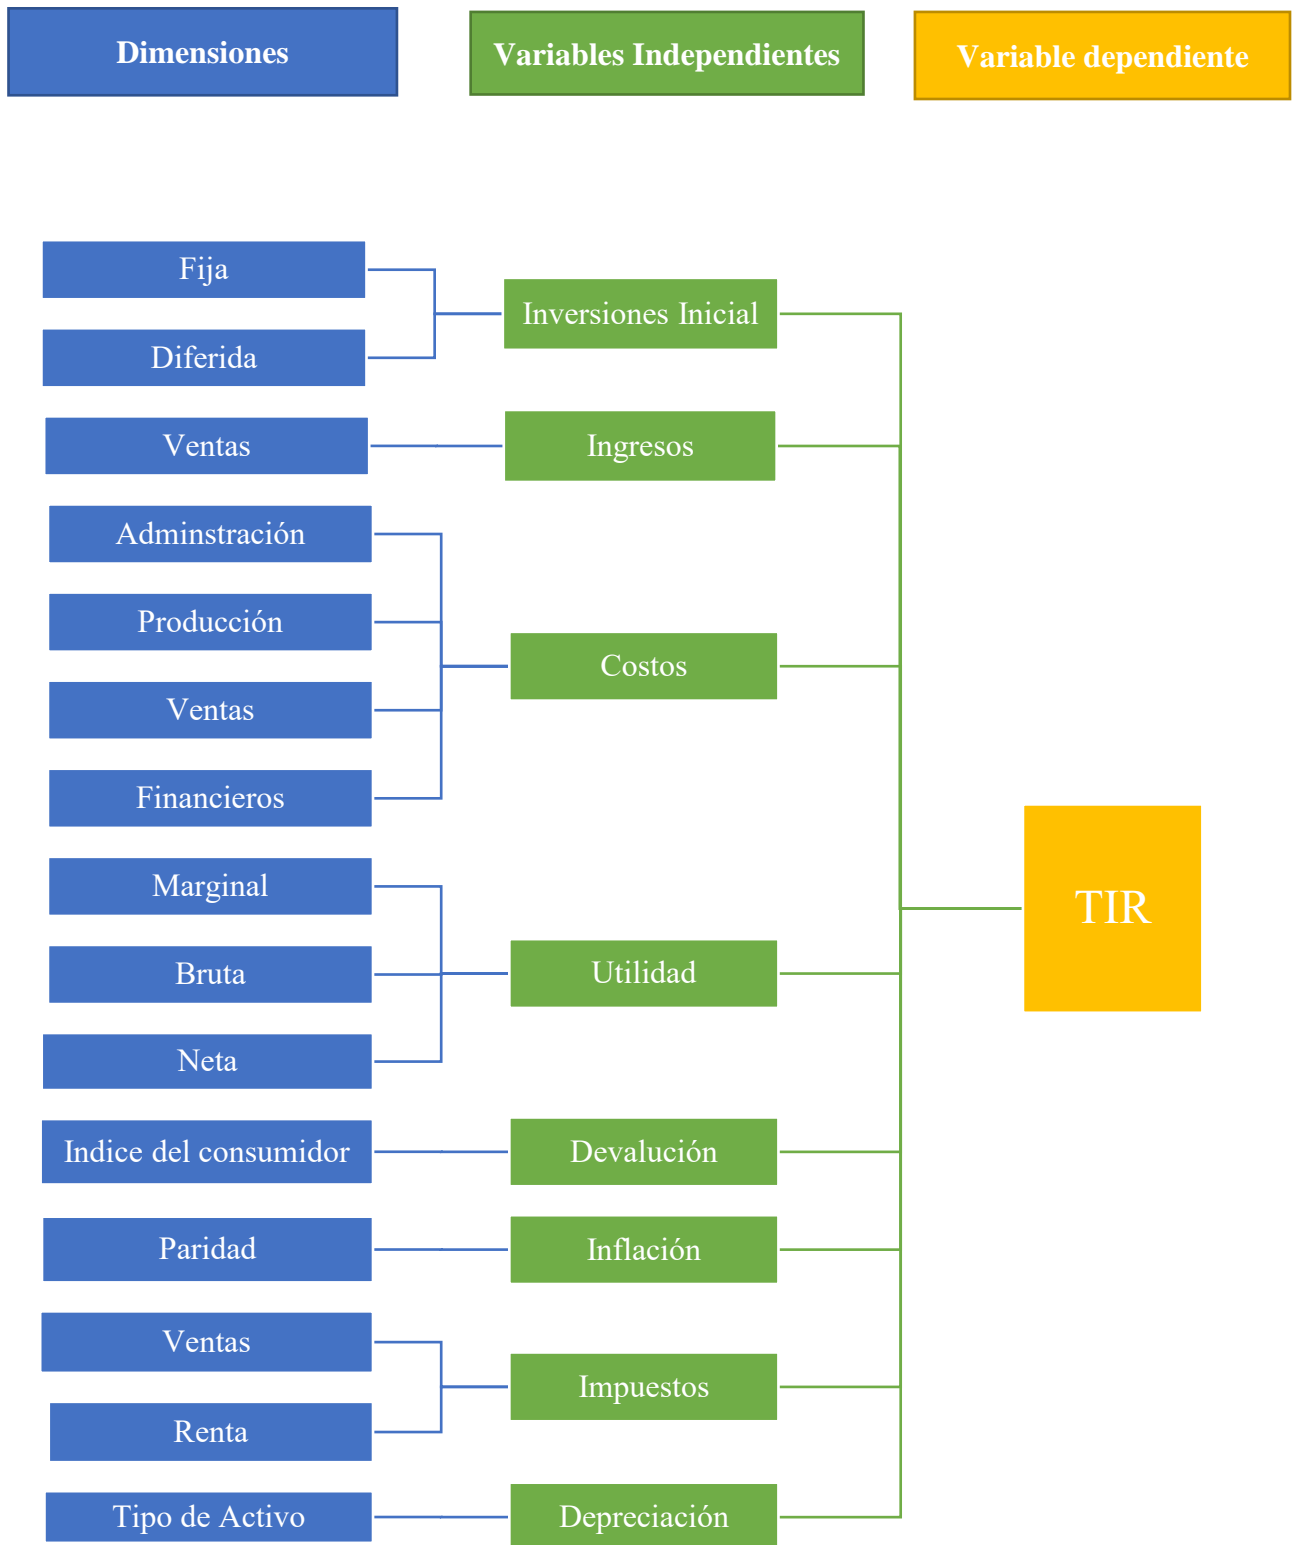 Dimensiones
Variables Independientes
Variable dependiente
Fija
Inversiones Inicial
Diferida
Ventas
Ingresos
Adminstración
Producción
Costos
Ventas
Financieros
Marginal
TIR
Bruta
Utilidad
Neta
Indice del consumidor
Devalución
Paridad
Inflación
Ventas
Impuestos
Renta
Tipo de Activo
Depreciación